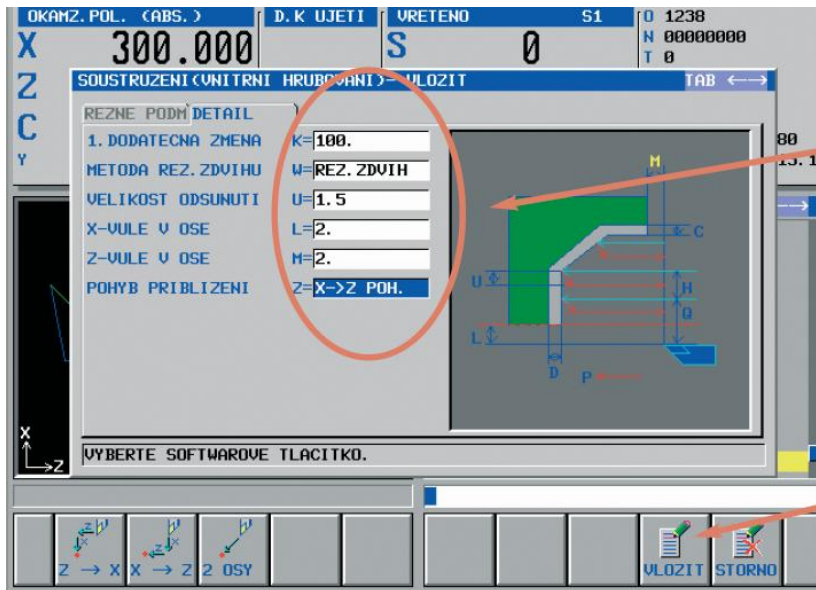 OKAMZ. POL. (ABS.) D. K UJETI VRETENO S1 O 1238
N 00000000
X 300.000 S 0 T 0
Z
C
Y
80
SOUSTRUZENI(VNITRNI HRUBOVANI)- VLOZIT TAB ←→
REZNE PODM DETAIL
1. DODATECNA ZMENA K=100.
METODA REZ. ZDVIHU W=REZ. ZDVIH
VELIKOST ODSUNUTI U=1.5
X-VULE V OSE L=2.
Z-VULE V OSE M=2.
POHYB PRIBLIZENI Z=X->Z POH.
M
C
U H
Q
L
D P
X
Z
VYBERTE SOFTWAROVE TLACITKO.
Z → X X → Z 2 OSY VLOZIT STORNO